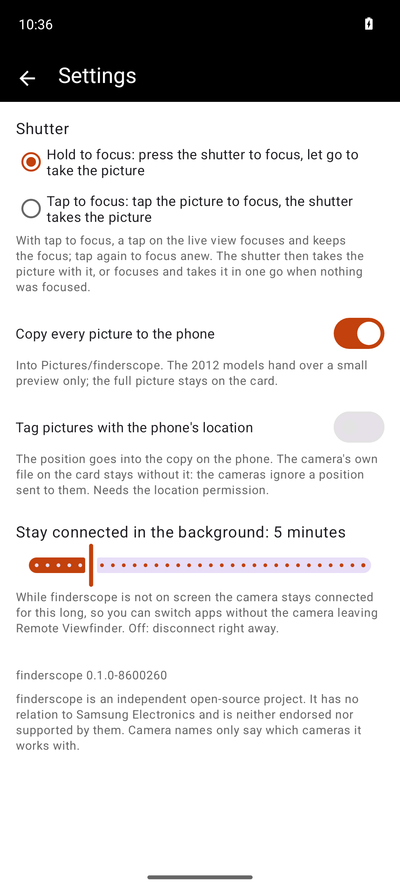 10:36
Settings
Shutter
Hold to focus: press the shutter to focus, let go to
take the picture
Tap to focus: tap the picture to focus, the shutter
takes the picture
With tap to focus, a tap on the live view focuses and keeps
the focus; tap again to focus anew. The shutter then takes the
picture with it, or focuses and takes it in one go when nothing
was focused.
Copy every picture to the phone
Into Pictures/finderscope. The 2012 models hand over a small
preview only; the full picture stays on the card.
Tag pictures with the phone's location
The position goes into the copy on the phone. The camera's own
file on the card stays without it: the cameras ignore a position
sent to them. Needs the location permission.
Stay connected in the background: 5 minutes
While finderscope is not on screen the camera stays connected
for this long, so you can switch apps without the camera leaving
Remote Viewfinder. Off: disconnect right away.
finderscope 0.1.0-8600260
finderscope is an independent open-source project. It has no
relation to Samsung Electronics and is neither endorsed nor
supported by them. Camera names only say which cameras it
works with.